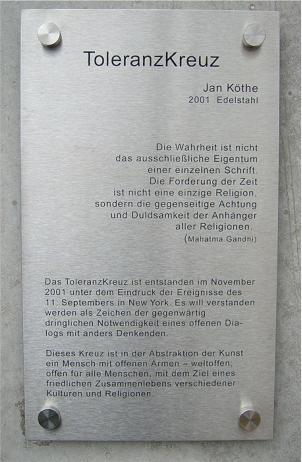 ToleranzKreuz
Jan Köthe
2001 Edelstahl
Die Wahrheit ist nicht
das ausschließliche Eigentum
einer einzelnen Schrift.
Die Forderung der Zeit
ist nicht eine einzige Religion,
sondern die gegenseitige Achtung
und Duldsamkeit der Anhänger
aller Religionen.
(Mahatma Gandhi)
Das ToleranzKreuz ist entstanden im November
2001 unter dem Eindruck der Ereignisse des
11. Septembers in New York. Es will verstanden
werden als Zeichen der gegenwärtig
dringlichen Notwendigkeit eines offenen Dia-
logs mit anders Denkenden.
Dieses Kreuz ist in der Abstraktion der Kunst
ein Mensch mit offenen Armen – weltoffen,
offen für alle Menschen, mit dem Ziel eines
friedlichen Zusammenlebens verschiedener
Kulturen und Religionen.